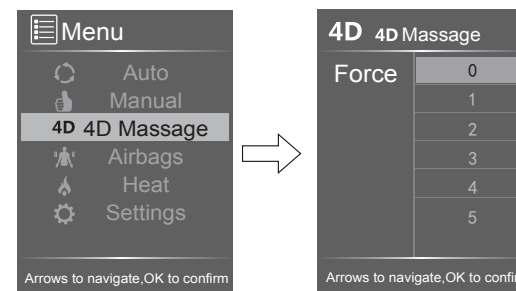 Menu
Auto
Manual
4D 4D Massage
Airbags
Heat
Settings
Arrows to navigate,OK to confirm
4D 4D Massage
Force
0
1
2
3
4
5
Arrows to navigate,OK to confir